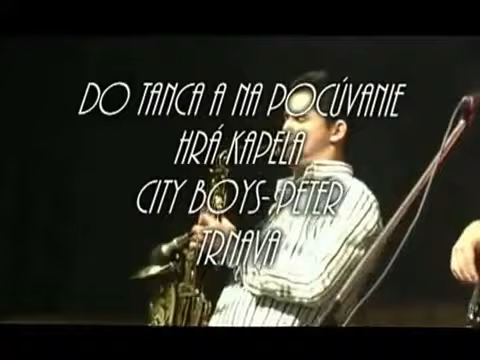 DO TANCA A NA POCÚVANIE
HRÁ KAPELA
CITY BOYS- PETER
TRNAVA